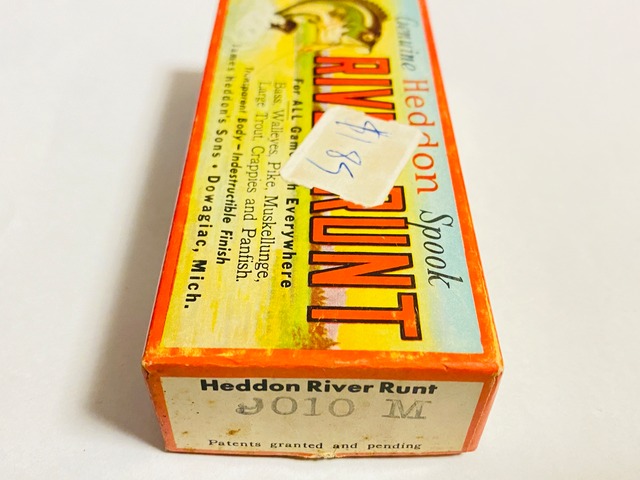 Genuine Heddon Spook
RIVER RUNT
$1.85
For ALL Game Fish Everywhere
Bass, Walleyes, Pike, Muskellunge,
Large Trout, Crappies and Panfish.
Transparent Body - Indestructible Finish
James Heddon's Sons • Dowagiac, Mich.
Heddon River Runt
9010 M
Patents granted and pending